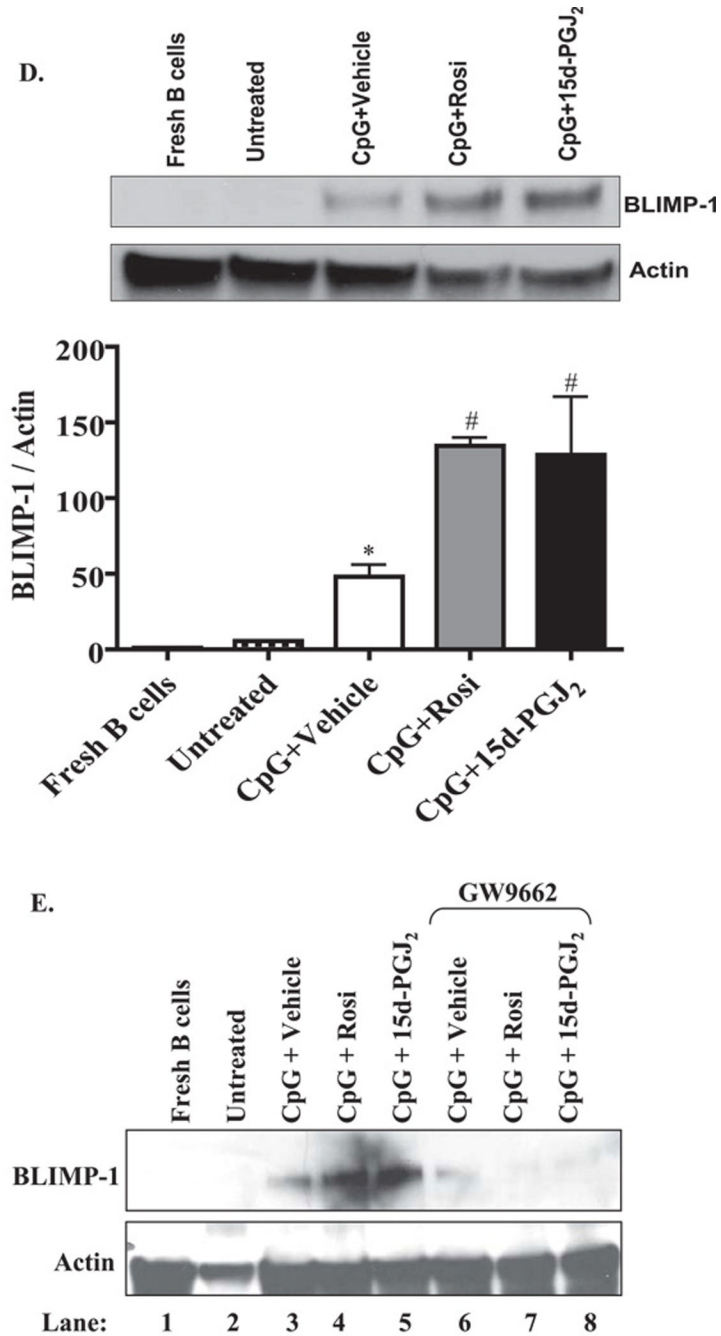 D.
Fresh B cells
Untreated
CpG+Vehicle
CpG+Rosi
CpG+15d-PGJ₂
BLIMP-1
Actin
BLIMP-1 / Actin
200
150
100
50
0
*
#
#
Fresh B cells
Untreated
CpG+Vehicle
CpG+Rosi
CpG+15d-PGJ₂
E.
GW9662
Fresh B cells
Untreated
CpG + Vehicle
CpG + Rosi
CpG + 15d-PGJ₂
CpG + Vehicle
CpG + Rosi
CpG + 15d-PGJ₂
BLIMP-1
Actin
Lane: 1 2 3 4 5 6 7 8